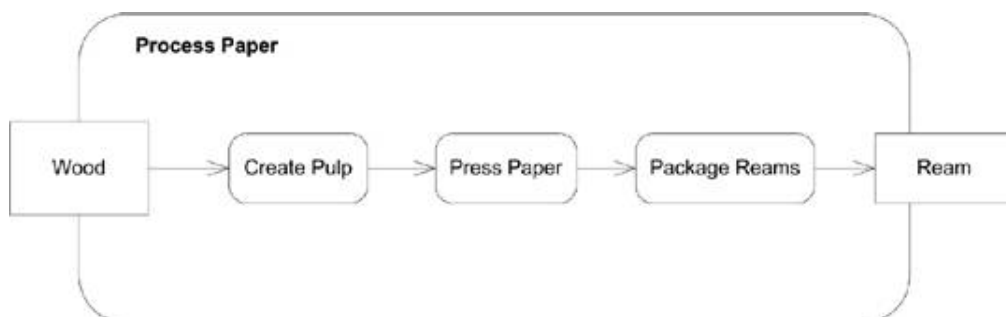 Process Paper
Wood
Create Pulp
Press Paper
Package Reams
Ream